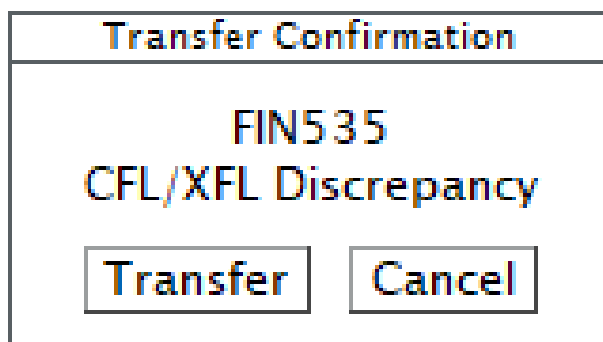 Transfer Confirmation
FIN535
CFL/XFL Discrepancy
Transfer Cancel